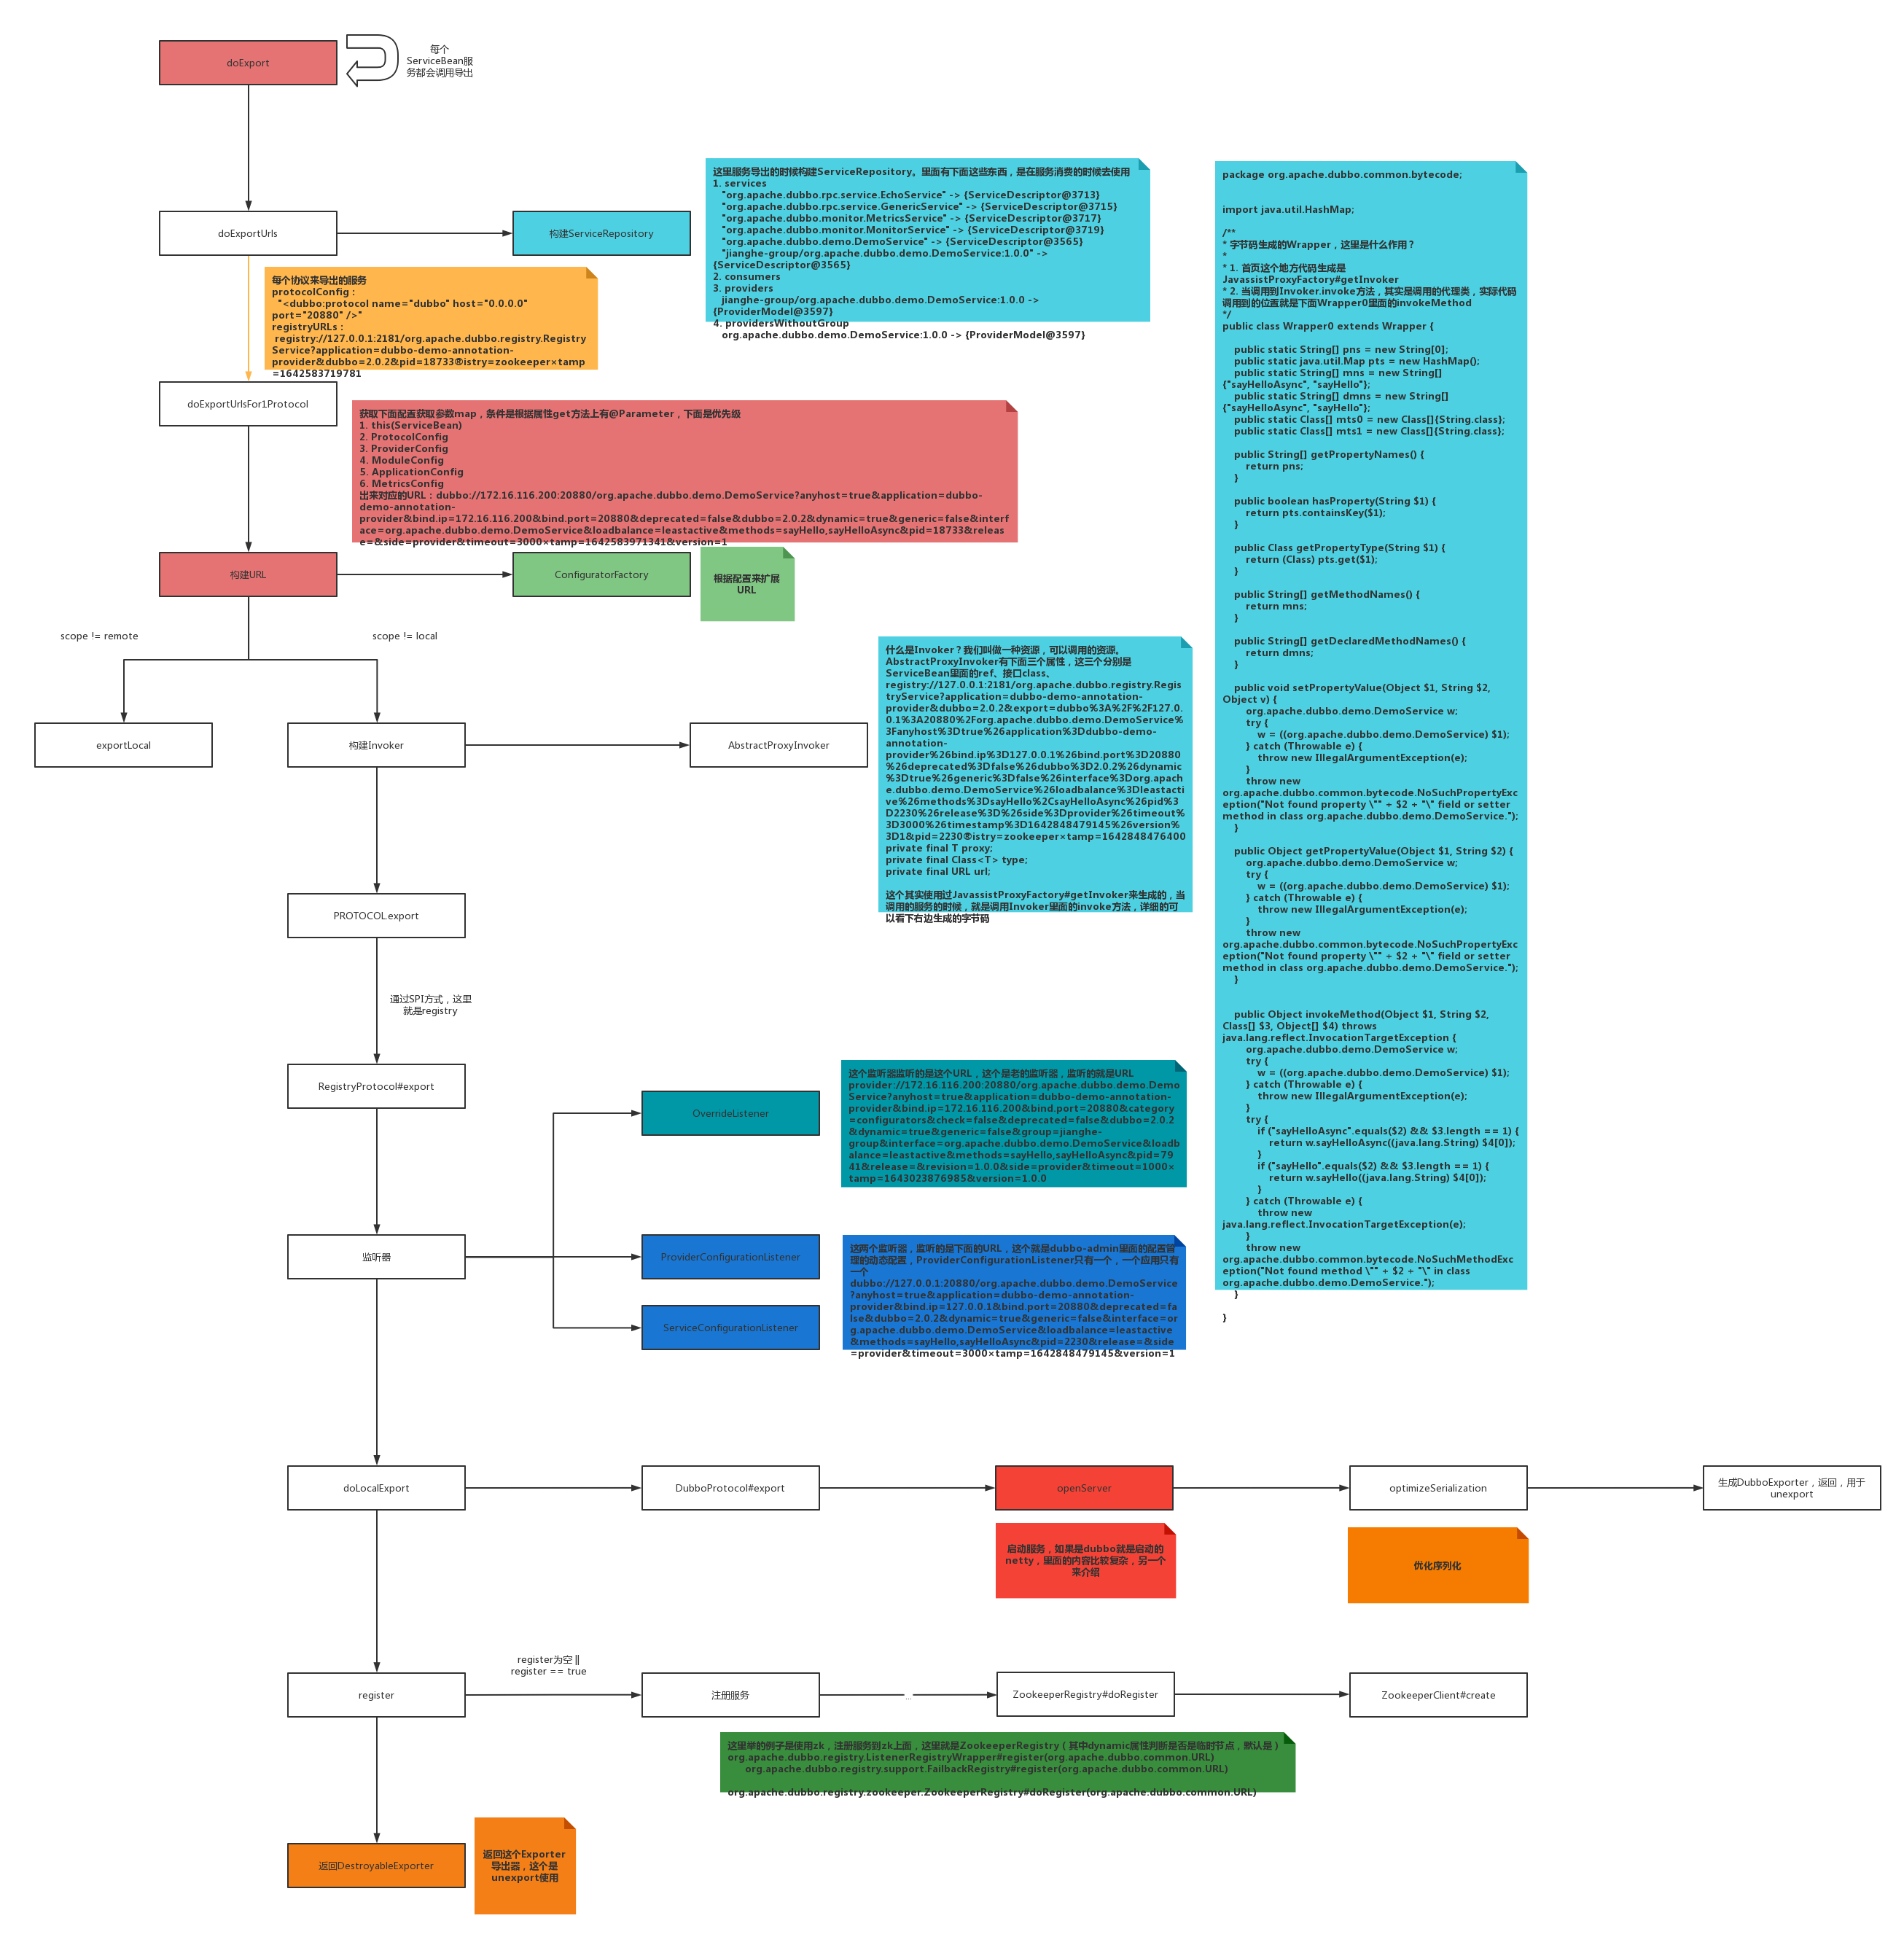 doExport
每个
ServiceBean服
务都会调用导出
doExportUrls
构建ServiceRepository
这里服务导出的时候构建ServiceRepository。里面有下面这些东西，是在服务消费的时候去使用
1. services
"org.apache.dubbo.rpc.service.EchoService" -> {ServiceDescriptor@3713}
"org.apache.dubbo.rpc.service.GenericService" -> {ServiceDescriptor@3715}
"org.apache.dubbo.monitor.MetricsService" -> {ServiceDescriptor@3717}
"org.apache.dubbo.monitor.MonitorService" -> {ServiceDescriptor@3719}
"org.apache.dubbo.demo.DemoService" -> {ServiceDescriptor@3565}
"jianghe-group/org.apache.dubbo.demo.DemoService:1.0.0" ->
{ServiceDescriptor@3565}
2. consumers
3. providers
jianghe-group/org.apache.dubbo.demo.DemoService:1.0.0 ->
{ProviderModel@3597}
4. providersWithoutGroup
org.apache.dubbo.demo.DemoService:1.0.0 -> {ProviderModel@3597}
每个协议来导出的服务
protocolConfig：
"<dubbo:protocol name="dubbo" host="0.0.0.0"
port="20880" />"
registryURLs：
registry://127.0.0.1:2181/org.apache.dubbo.registry.Registry
Service?application=dubbo-demo-annotation-
provider&dubbo=2.0.2&pid=18733®istry=zookeeper×tamp
=1642583719781
doExportUrlsFor1Protocol
获取下面配置获取参数map，条件是根据属性get方法上有@Parameter，下面是优先级
1. this(ServiceBean)
2. ProtocolConfig
3. ProviderConfig
4. ModuleConfig
5. ApplicationConfig
6. MetricsConfig
出来对应的URL：dubbo://172.16.116.200:20880/org.apache.dubbo.demo.DemoService?anyhost=true&application=dubbo-
demo-annotation-
provider&bind.ip=172.16.116.200&bind.port=20880&deprecated=false&dubbo=2.0.2&dynamic=true&generic=false&interf
ace=org.apache.dubbo.demo.DemoService&loadbalance=leastactive&methods=sayHello,sayHelloAsync&pid=18733&releas
e=&side=provider&timeout=3000×tamp=1642583971341&version=1
构建URL
ConfiguratorFactory
根据配置来扩展
URL
scope != remote
scope != local
exportLocal
构建Invoker
AbstractProxyInvoker
什么是Invoker？我们叫做一种资源，可以调用的资源。
AbstractProxyInvoker有下面三个属性，这三个分别是
ServiceBean里面的ref、接口class、
registry://127.0.0.1:2181/org.apache.dubbo.registry.Regis
tryService?application=dubbo-demo-annotation-
provider&dubbo=2.0.2&export=dubbo%3A%2F%2F127.0.
0.1%3A20880%2Forg.apache.dubbo.demo.DemoService%
3Fanyhost%3Dtrue%26application%3Ddubbo-demo-
annotation-
provider%26bind.ip%3D127.0.0.1%26bind.port%3D20880
%26deprecated%3Dfalse%26dubbo%3D2.0.2%26dynamic
%3Dtrue%26generic%3Dfalse%26interface%3Dorg.apach
e.dubbo.demo.DemoService%26loadbalance%3Dleastacti
ve%26methods%3DsayHello%2CsayHelloAsync%26pid%3
D2230%26release%3D%26side%3Dprovider%26timeout%
3D3000%26timestamp%3D1642848479145%26version%
3D1&pid=2230®istry=zookeeper×tamp=1642848476400
private final T proxy;
private final Class<T> type;
private final URL url;
这个其实使用过JavassistProxyFactory#getInvoker来生成的，当
调用的服务的时候，就是调用Invoker里面的invoke方法，详细的可
以看下右边生成的字节码
package org.apache.dubbo.common.bytecode;
import java.util.HashMap;
/**
* 字节码生成的Wrapper，这里是什么作用？
*
* 1. 首页这个地方代码生成是
JavassistProxyFactory#getInvoker
* 2. 当调用到Invoker.invoke方法，其实是调用的代理类，实际代码
调用到的位置就是下面Wrapper0里面的invokeMethod
*/
public class Wrapper0 extends Wrapper {
public static String[] pns = new String[0];
public static java.util.Map pts = new HashMap();
public static String[] mns = new String[]
{"sayHelloAsync", "sayHello"};
public static String[] dmns = new String[]
{"sayHelloAsync", "sayHello"};
public static Class[] mts0 = new Class[]{String.class};
public static Class[] mts1 = new Class[]{String.class};
public String[] getPropertyNames() {
return pns;
}
public boolean hasProperty(String $1) {
return pts.containsKey($1);
}
public Class getPropertyType(String $1) {
return (Class) pts.get($1);
}
public String[] getMethodNames() {
return mns;
}
public String[] getDeclaredMethodNames() {
return dmns;
}
public void setPropertyValue(Object $1, String $2,
Object v) {
org.apache.dubbo.demo.DemoService w;
try {
w = ((org.apache.dubbo.demo.DemoService) $1);
} catch (Throwable e) {
throw new IllegalArgumentException(e);
}
throw new
org.apache.dubbo.common.bytecode.NoSuchPropertyExc
eption("Not found property \"" + $2 + "\" field or setter
method in class org.apache.dubbo.demo.DemoService.");
}
public Object getPropertyValue(Object $1, String $2) {
org.apache.dubbo.demo.DemoService w;
try {
w = ((org.apache.dubbo.demo.DemoService) $1);
} catch (Throwable e) {
throw new IllegalArgumentException(e);
}
throw new
org.apache.dubbo.common.bytecode.NoSuchPropertyExc
eption("Not found property \"" + $2 + "\" field or setter
method in class org.apache.dubbo.demo.DemoService.");
}
public Object invokeMethod(Object $1, String $2,
Class[] $3, Object[] $4) throws
java.lang.reflect.InvocationTargetException {
org.apache.dubbo.demo.DemoService w;
try {
w = ((org.apache.dubbo.demo.DemoService) $1);
} catch (Throwable e) {
throw new IllegalArgumentException(e);
}
try {
if ("sayHelloAsync".equals($2) && $3.length == 1) {
return w.sayHelloAsync((java.lang.String) $4[0]);
}
if ("sayHello".equals($2) && $3.length == 1) {
return w.sayHello((java.lang.String) $4[0]);
}
} catch (Throwable e) {
throw new
java.lang.reflect.InvocationTargetException(e);
}
throw new
org.apache.dubbo.common.bytecode.NoSuchMethodExc
eption("Not found method \"" + $2 + "\" in class
org.apache.dubbo.demo.DemoService.");
}
}
PROTOCOL.export
通过SPI方式，这里
就是registry
RegistryProtocol#export
OverrideListener
这个监听器监听的是这个URL，这个是老的监听器，监听的就是URL
provider://172.16.116.200:20880/org.apache.dubbo.demo.Demo
Service?anyhost=true&application=dubbo-demo-annotation-
provider&bind.ip=172.16.116.200&bind.port=20880&category
=configurators&check=false&deprecated=false&dubbo=2.0.2
&dynamic=true&generic=false&group=jianghe-
group&interface=org.apache.dubbo.demo.DemoService&loadb
alance=leastactive&methods=sayHello,sayHelloAsync&pid=79
41&release=&revision=1.0.0&side=provider&timeout=1000×
tamp=1643023876985&version=1.0.0
监听器
ProviderConfigurationListener
ServiceConfigurationListener
这两个监听器，监听的是下面的URL，这个就是dubbo-admin里面的配置管
理的动态配置，ProviderConfigurationListener只有一个，一个应用只有
一个
dubbo://127.0.0.1:20880/org.apache.dubbo.demo.DemoService
?anyhost=true&application=dubbo-demo-annotation-
provider&bind.ip=127.0.0.1&bind.port=20880&deprecated=fa
lse&dubbo=2.0.2&dynamic=true&generic=false&interface=or
g.apache.dubbo.demo.DemoService&loadbalance=leastactive
&methods=sayHello,sayHelloAsync&pid=2230&release=&side
=provider&timeout=3000×tamp=1642848479145&version=1
doLocalExport
DubboProtocol#export
openServer
optimizeSerialization
生成DubboExporter，返回，用于
unexport
启动服务，如果是dubbo就是启动的
netty，里面的内容比较复杂，另一个
来介绍
优化序列化
register
register为空 ||
register == true
注册服务
...
ZookeeperRegistry#doRegister
ZookeeperClient#create
这里举的例子是使用zk，注册服务到zk上面，这里就是ZookeeperRegistry（其中dynamic属性判断是否是临时节点，默认是）
org.apache.dubbo.registry.ListenerRegistryWrapper#register(org.apache.dubbo.common.URL)
org.apache.dubbo.registry.support.FailbackRegistry#register(org.apache.dubbo.common.URL)
org.apache.dubbo.registry.zookeeper.ZookeeperRegistry#doRegister(org.apache.dubbo.common.URL)
返回DestroyableExporter
返回这个Exporter
导出器，这个是
unexport使用